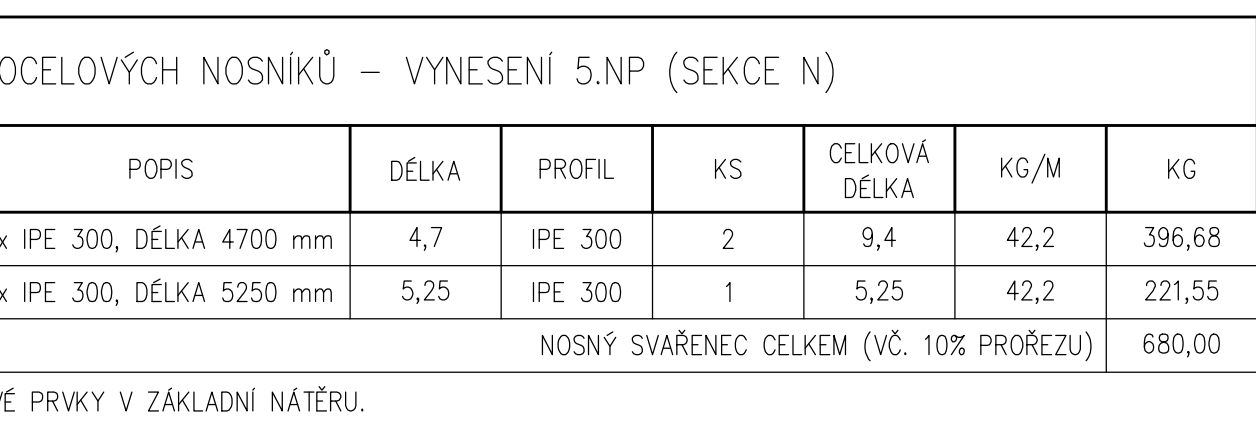 OCELOVÝCH NOSNÍKŮ – VYNESENÍ 5.NP (SEKCE N)
POPIS DÉLKA PROFIL KS CELKOVÁ DÉLKA KG/M KG
x IPE 300, DÉLKA 4700 mm 4,7 IPE 300 2 9,4 42,2 396,68
x IPE 300, DÉLKA 5250 mm 5,25 IPE 300 1 5,25 42,2 221,55
NOSNÝ SVAŘENEC CELKEM (VČ. 10% PROŘEZU) 680,00
PRVKY V ZÁKLADNÍ NÁTĚRU.